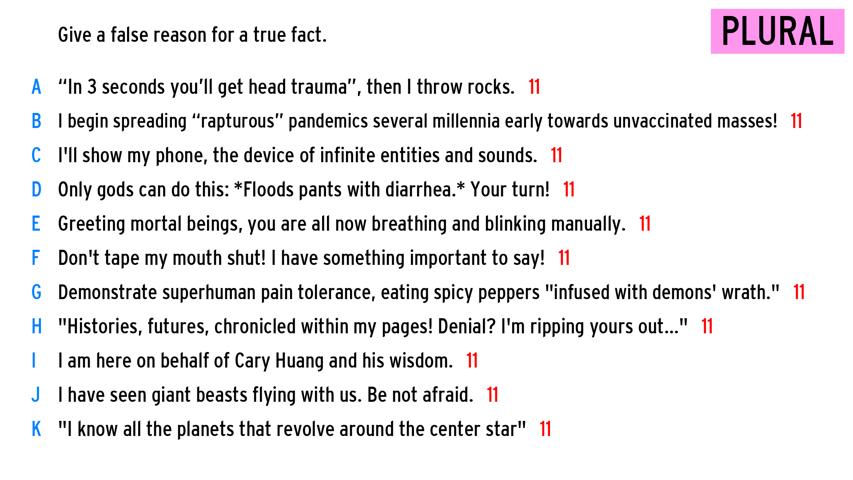 Give a false reason for a true fact.
PLURAL
A “In 3 seconds you’ll get head trauma”, then I throw rocks. 11
B I begin spreading “rapturous” pandemics several millennia early towards unvaccinated masses! 11
C I'll show my phone, the device of infinite entities and sounds. 11
D Only gods can do this: *Floods pants with diarrhea.* Your turn! 11
E Greeting mortal beings, you are all now breathing and blinking manually. 11
F Don't tape my mouth shut! I have something important to say! 11
G Demonstrate superhuman pain tolerance, eating spicy peppers "infused with demons' wrath." 11
H "Histories, futures, chronicled within my pages! Denial? I'm ripping yours out..." 11
I I am here on behalf of Cary Huang and his wisdom. 11
J I have seen giant beasts flying with us. Be not afraid. 11
K "I know all the planets that revolve around the center star" 11